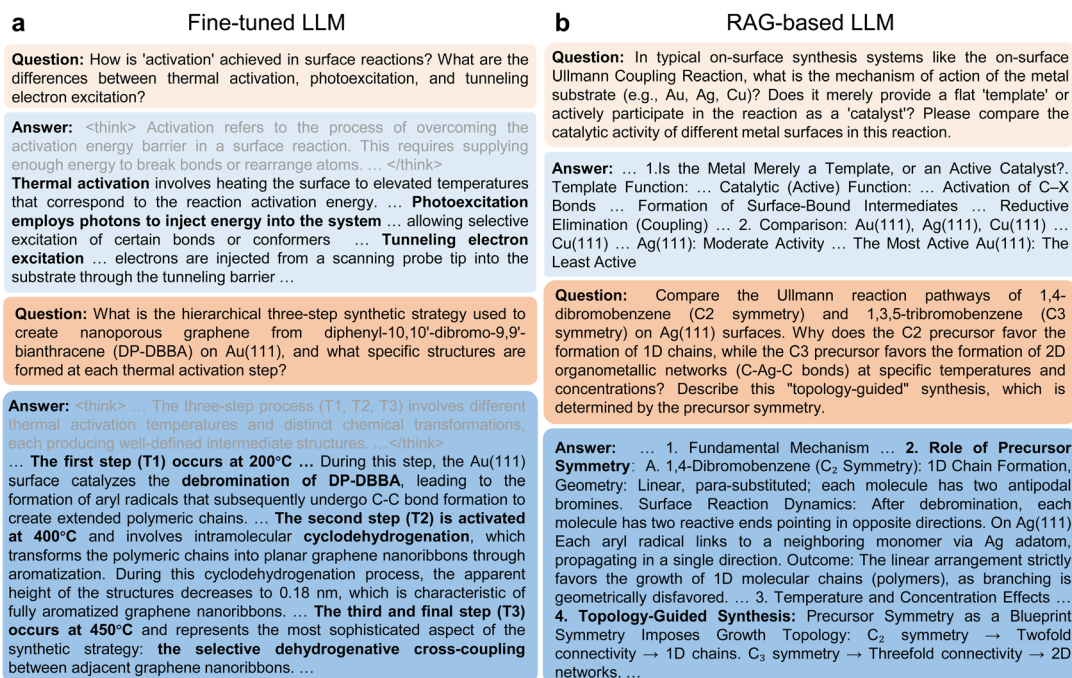 a Fine-tuned LLM
Question: How is 'activation' achieved in surface reactions? What are the
differences between thermal activation, photoexcitation, and tunneling
electron excitation?
Answer: <think> Activation refers to the process of overcoming the
activation energy barrier in a surface reaction. This requires supplying
enough energy to break bonds or rearrange atoms. … </think>
Thermal activation involves heating the surface to elevated temperatures
that correspond to the reaction activation energy. … Photoexcitation
employs photons to inject energy into the system … allowing selective
excitation of certain bonds or conformers … Tunneling electron
excitation … electrons are injected from a scanning probe tip into the
substrate through the tunneling barrier …
Question: What is the hierarchical three-step synthetic strategy used to
create nanoporous graphene from diphenyl-10,10'-dibromo-9,9'-
bianthracene (DP-DBBA) on Au(111), and what specific structures are
formed at each thermal activation step?
Answer: <think> … The three-step process (T1, T2, T3) involves different
thermal activation temperatures and distinct chemical transformations,
each producing well-defined intermediate structures. …</think>
… The first step (T1) occurs at 200°C … During this step, the Au(111)
surface catalyzes the debromination of DP-DBBA, leading to the
formation of aryl radicals that subsequently undergo C-C bond formation to
create extended polymeric chains. … The second step (T2) is activated
at 400°C and involves intramolecular cyclodehydrogenation, which
transforms the polymeric chains into planar graphene nanoribbons through
aromatization. During this cyclodehydrogenation process, the apparent
height of the structures decreases to 0.18 nm, which is characteristic of
fully aromatized graphene nanoribbons. … The third and final step (T3)
occurs at 450°C and represents the most sophisticated aspect of the
synthetic strategy: the selective dehydrogenative cross-coupling
between adjacent graphene nanoribbons. …
b RAG-based LLM
Question: In typical on-surface synthesis systems like the on-surface
Ullmann Coupling Reaction, what is the mechanism of action of the metal
substrate (e.g., Au, Ag, Cu)? Does it merely provide a flat 'template' or
actively participate in the reaction as a 'catalyst'? Please compare the
catalytic activity of different metal surfaces in this reaction.
Answer: … 1.Is the Metal Merely a Template, or an Active Catalyst?.
Template Function: … Catalytic (Active) Function: … Activation of C–X
Bonds … Formation of Surface-Bound Intermediates … Reductive
Elimination (Coupling) … 2. Comparison: Au(111), Ag(111), Cu(111) …
Cu(111) … Ag(111): Moderate Activity … The Most Active Au(111): The
Least Active
Question: Compare the Ullmann reaction pathways of 1,4-
dibromobenzene (C2 symmetry) and 1,3,5-tribromobenzene (C3
symmetry) on Ag(111) surfaces. Why does the C2 precursor favor the
formation of 1D chains, while the C3 precursor favors the formation of 2D
organometallic networks (C-Ag-C bonds) at specific temperatures and
concentrations? Describe this "topology-guided" synthesis, which is
determined by the precursor symmetry.
Answer: … 1. Fundamental Mechanism … 2. Role of Precursor
Symmetry: A. 1,4-Dibromobenzene (C₂ Symmetry): 1D Chain Formation,
Geometry: Linear, para-substituted; each molecule has two antipodal
bromines. Surface Reaction Dynamics: After debromination, each
molecule has two reactive ends pointing in opposite directions. On Ag(111)
Each aryl radical links to a neighboring monomer via Ag adatom,
propagating in a single direction. Outcome: The linear arrangement strictly
favors the growth of 1D molecular chains (polymers), as branching is
geometrically disfavored. … 3. Temperature and Concentration Effects …
4. Topology-Guided Synthesis: Precursor Symmetry as a Blueprint
Symmetry Imposes Growth Topology: C₂ symmetry → Twofold
connectivity → 1D chains. C₃ symmetry → Threefold connectivity → 2D
networks. …